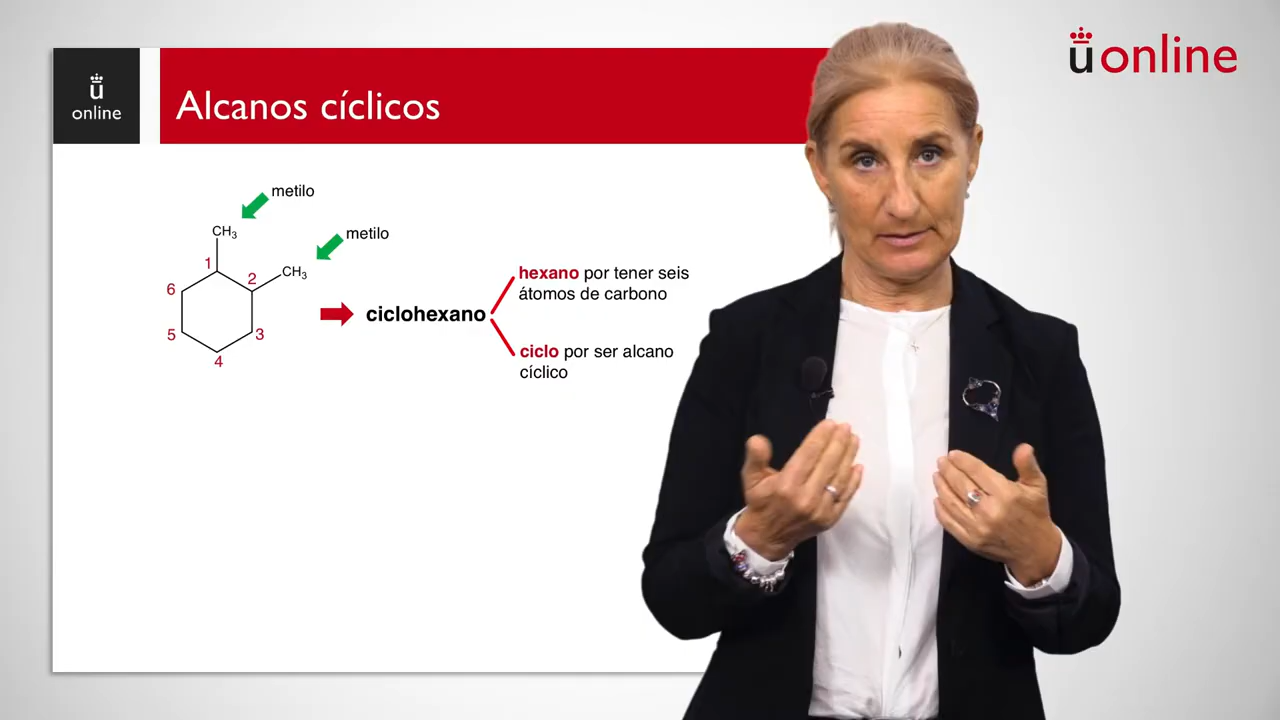 ü online
ü
online
Alcanos cíclicos
metilo
metilo
CH₃
CH₃
1
2
6
5
3
4
ciclohexano
hexano por tener seis
átomos de carbono
ciclo por ser alcano
cíclico